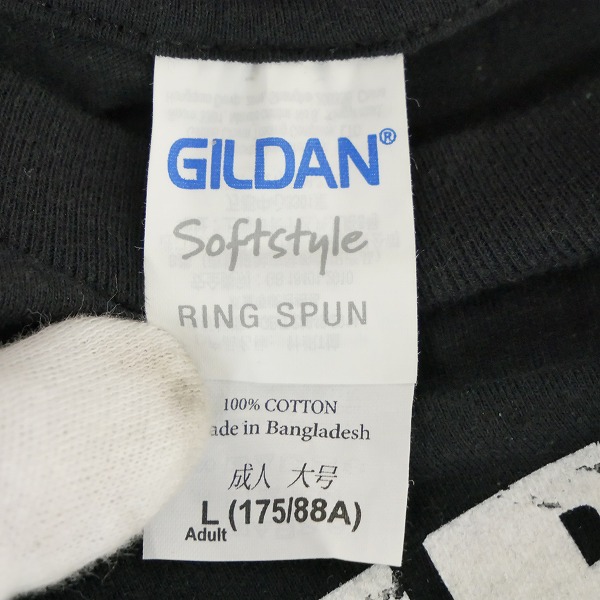 GILDAN®
Softstyle
RING SPUN
100% COTTON
ade in Bangladesh
成人 大号
L (175/88A)
Adult